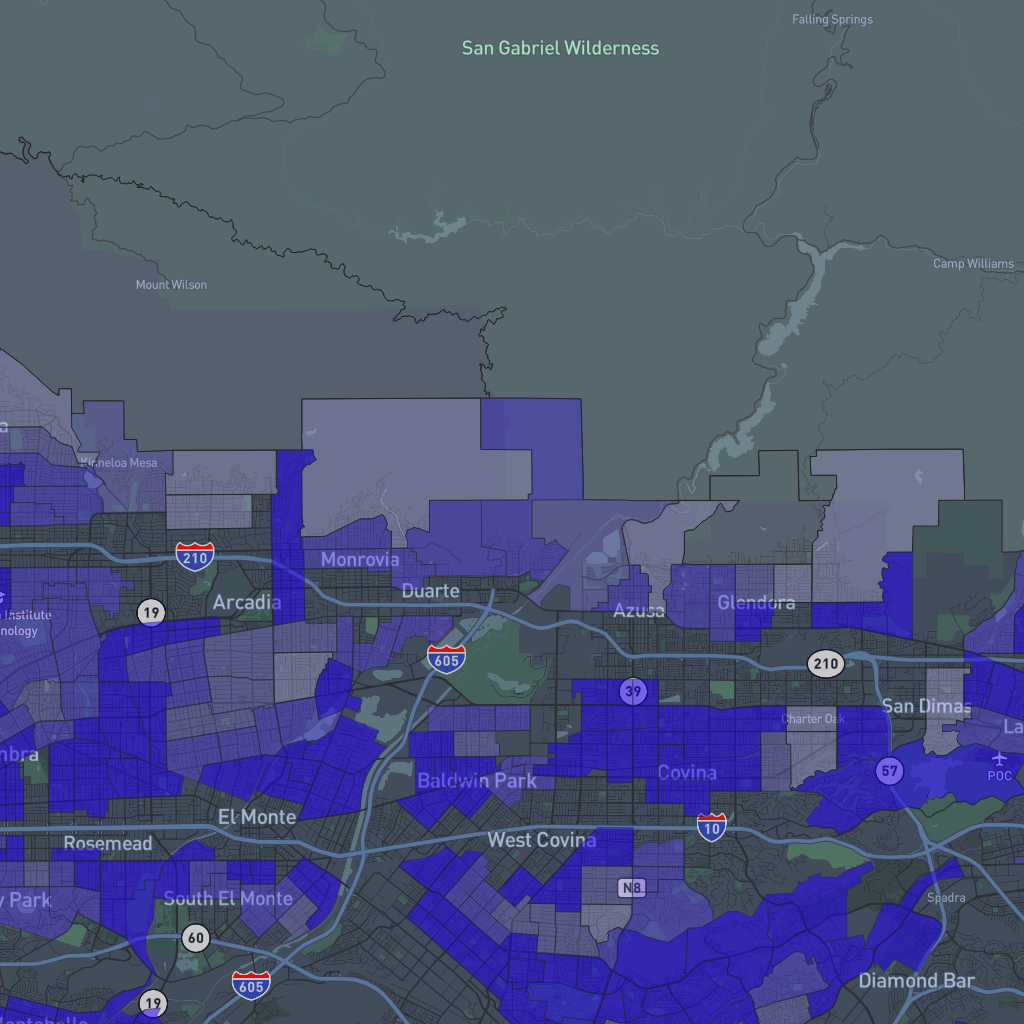 Falling Springs
San Gabriel Wilderness
Camp Williams
Mount Wilson
a
Kinneloa Mesa
210
Monrovia
Duarte
Institute
nology
19
Arcadia
Azusa
Glendora
605
210
39
San Dimas
Charter Oak
La
mbra
Baldwin Park
Covina
57
POC
El Monte
10
Rosemead
West Covina
N8
y Park
South El Monte
Spadra
60
605
Diamond Bar
19
Montebello